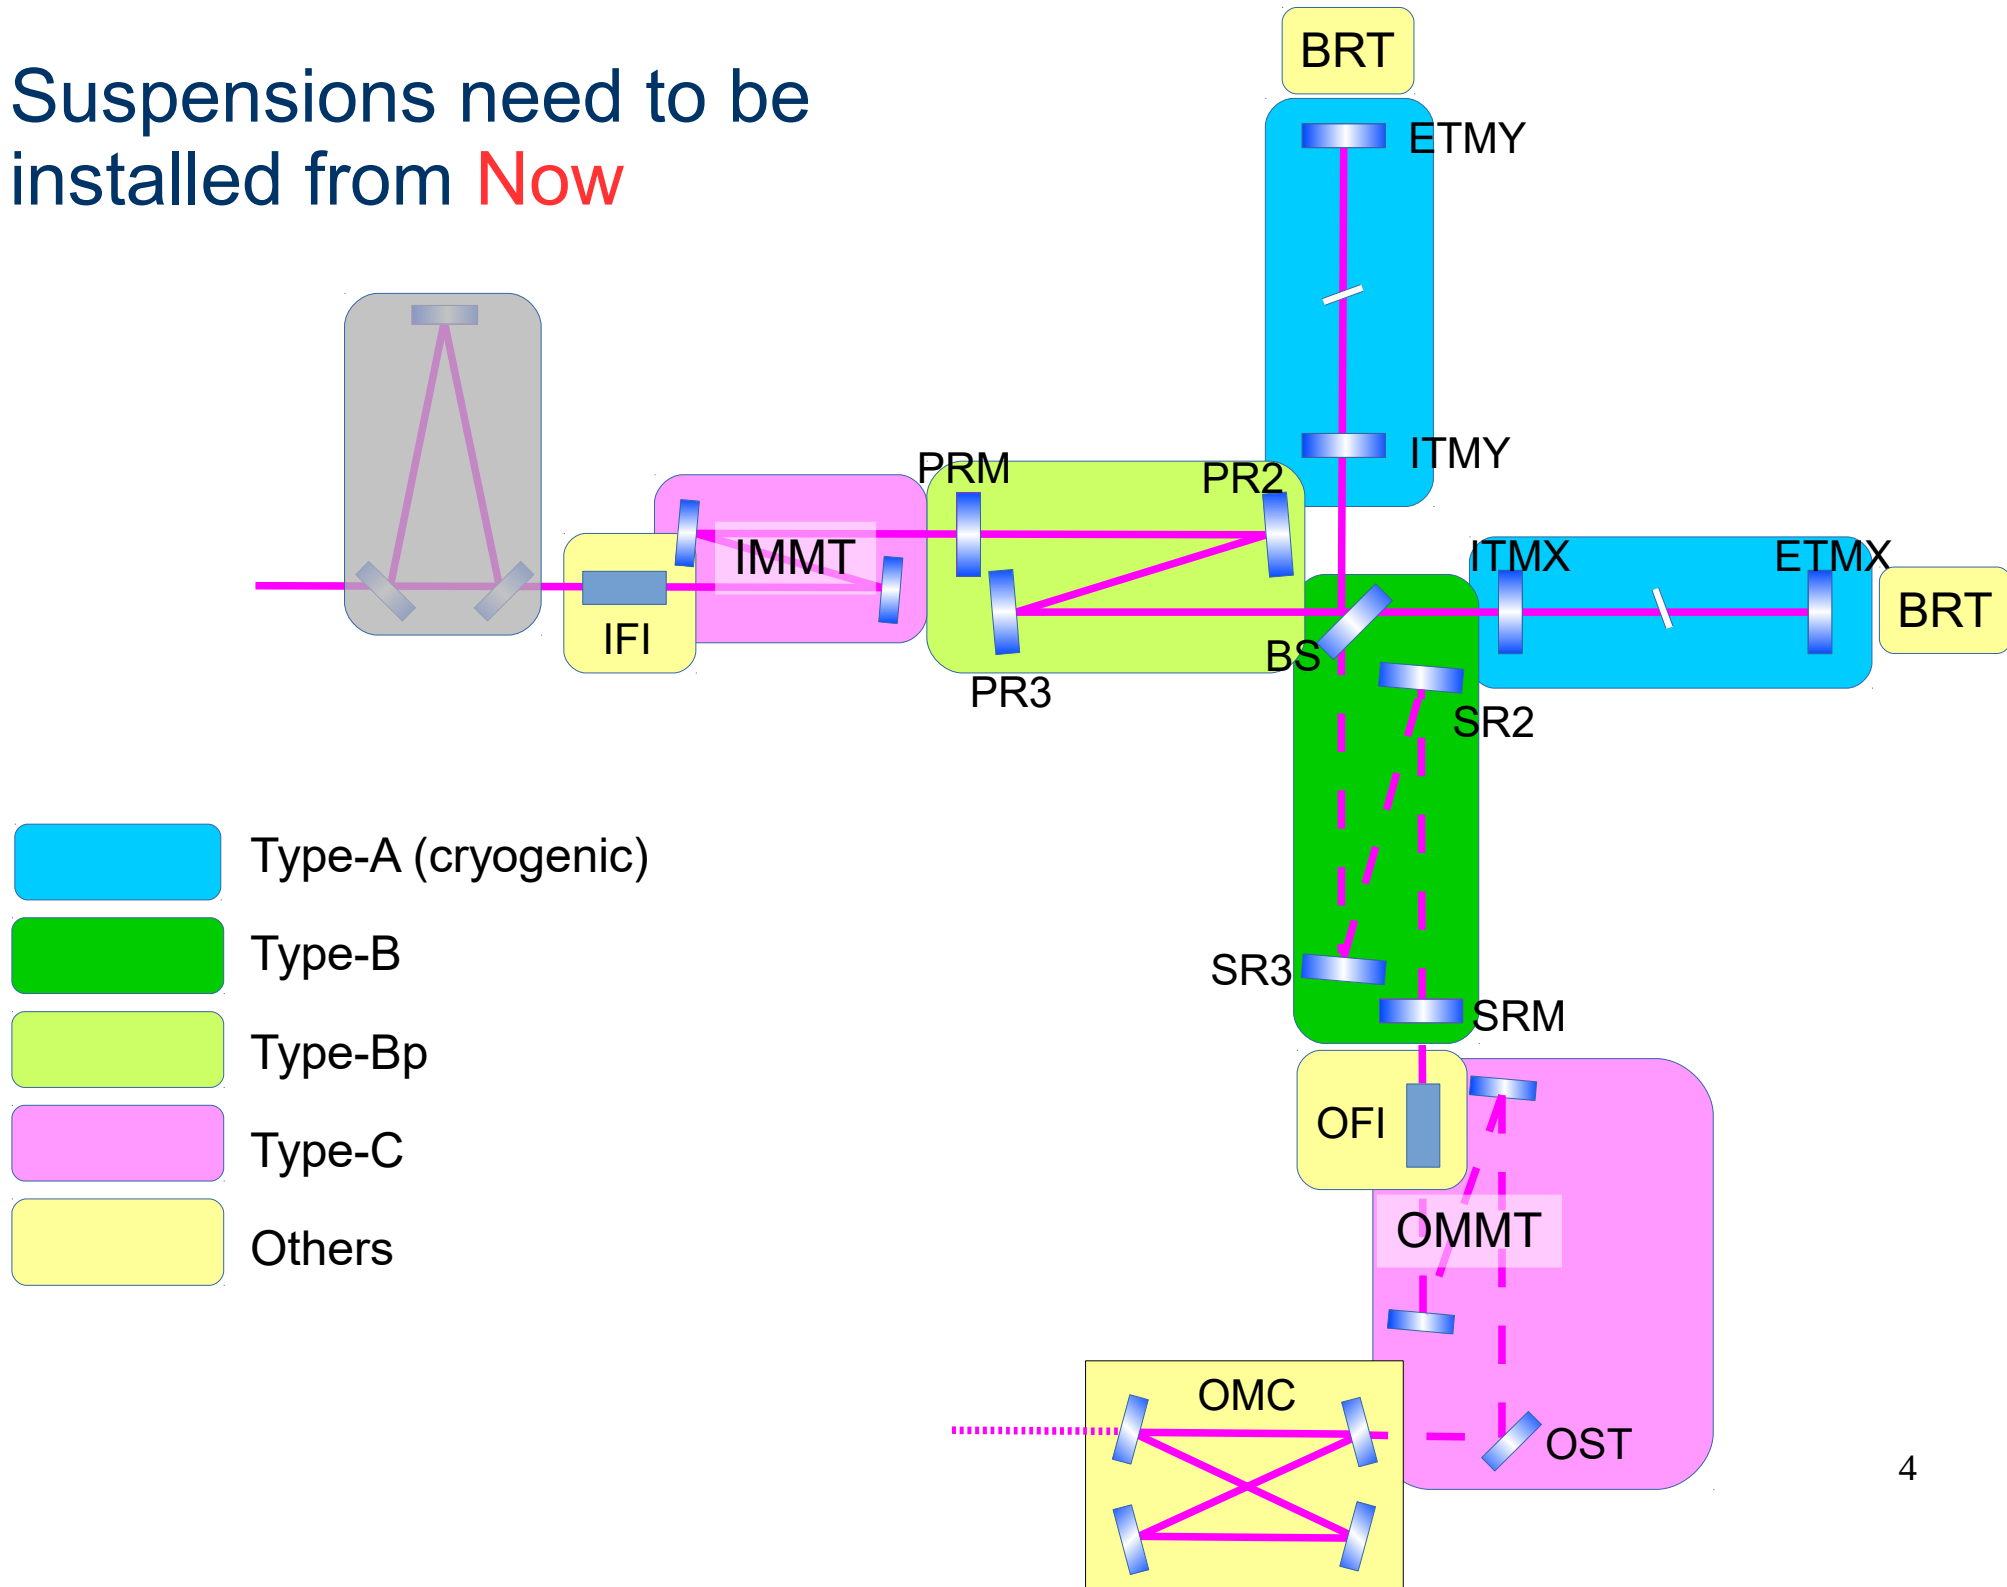 Suspensions need to be
installed from Now
BRT
ETMY
ITMY
PRM
PR2
IMMT
ITMX
ETMX
BRT
IFI
BS
PR3
SR2
Type-A (cryogenic)
Type-B
SR3
SRM
Type-Bp
OFI
Type-C
OMMT
Others
OMC
OST
4